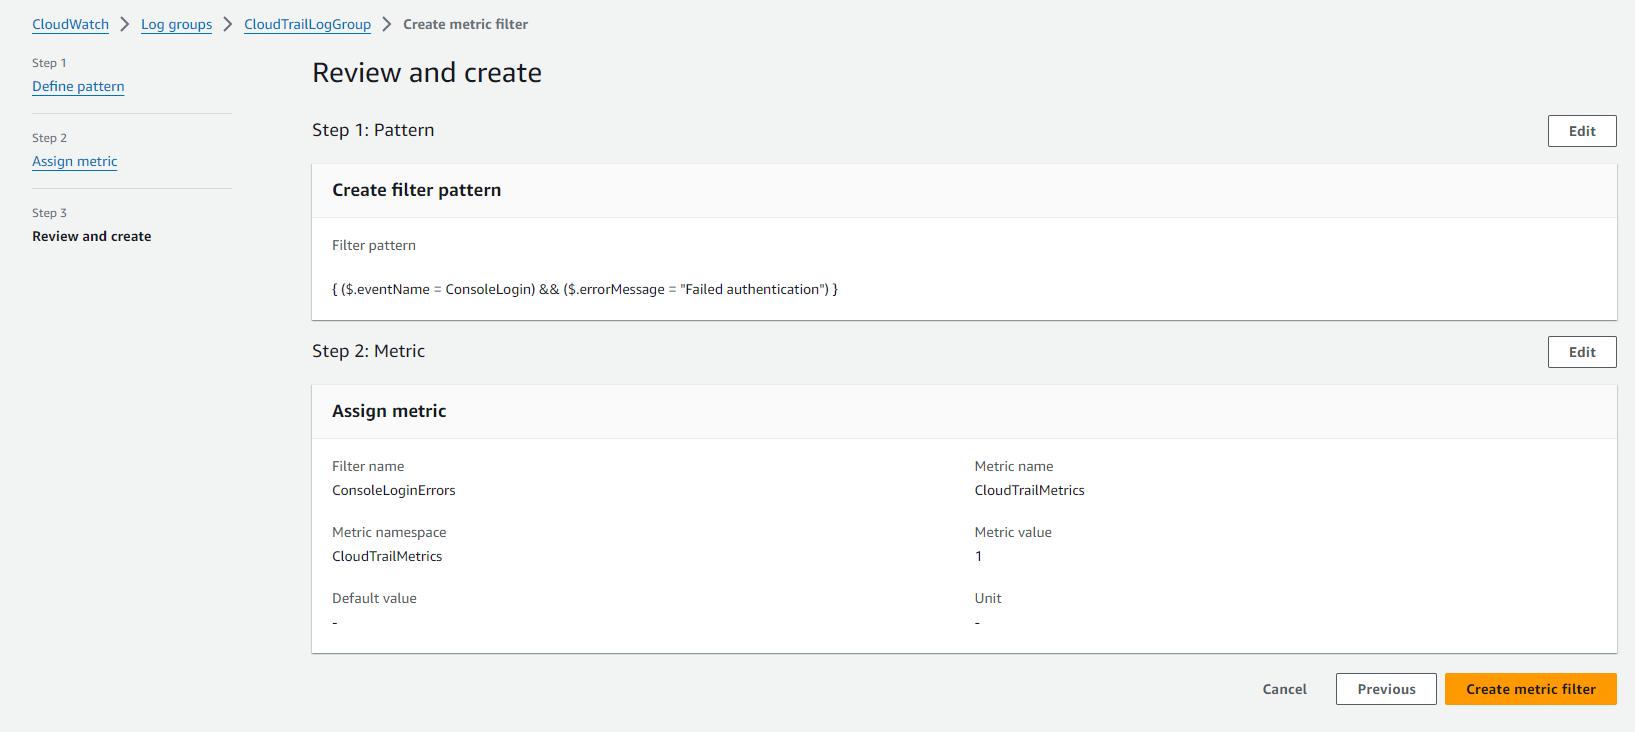 CloudWatch > Log groups > CloudTrailLogGroup > Create metric filter
Step 1
Define pattern
Step 2
Assign metric
Step 3
Review and create
Review and create
Step 1: Pattern
Edit
Create filter pattern
Filter pattern
{ ($.eventName = ConsoleLogin) && ($.errorMessage = "Failed authentication") }
Step 2: Metric
Edit
Assign metric
Filter name
ConsoleLoginErrors
Metric name
CloudTrailMetrics
Metric namespace
CloudTrailMetrics
Metric value
1
Default value
-
Unit
-
Cancel
Previous
Create metric filter